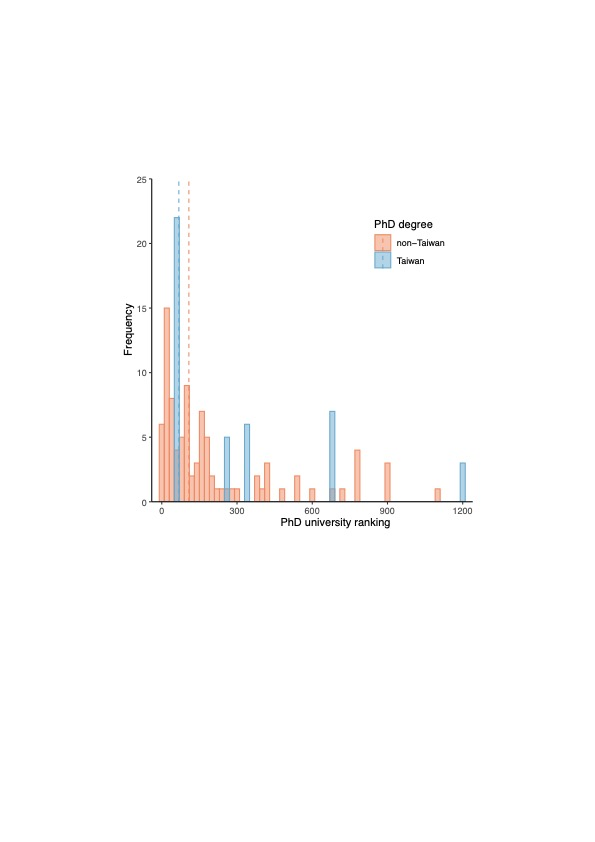 25
20
15
10
5
0
Frequency
0 300 600 900 1200
PhD university ranking
PhD degree
non−Taiwan
Taiwan